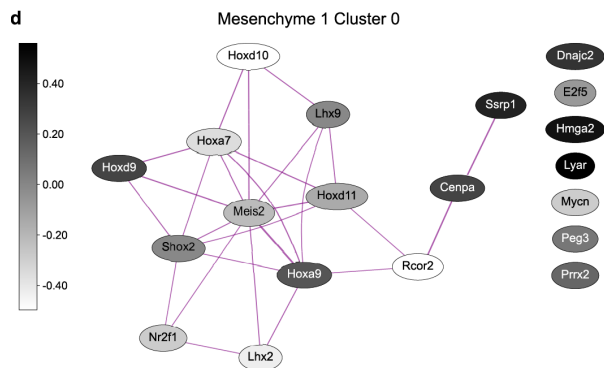 d
Mesenchyme 1 Cluster 0
0.40
0.20
0.00
-0.20
-0.40
Hoxd10
Lhx9
Hoxa7
Hoxd9
Hoxd11
Meis2
Shox2
Hoxa9
Rcor2
Nr2f1
Lhx2
Ssrp1
Cenpa
Dnajc2
E2f5
Hmga2
Lyar
Mycn
Peg3
Prrx2